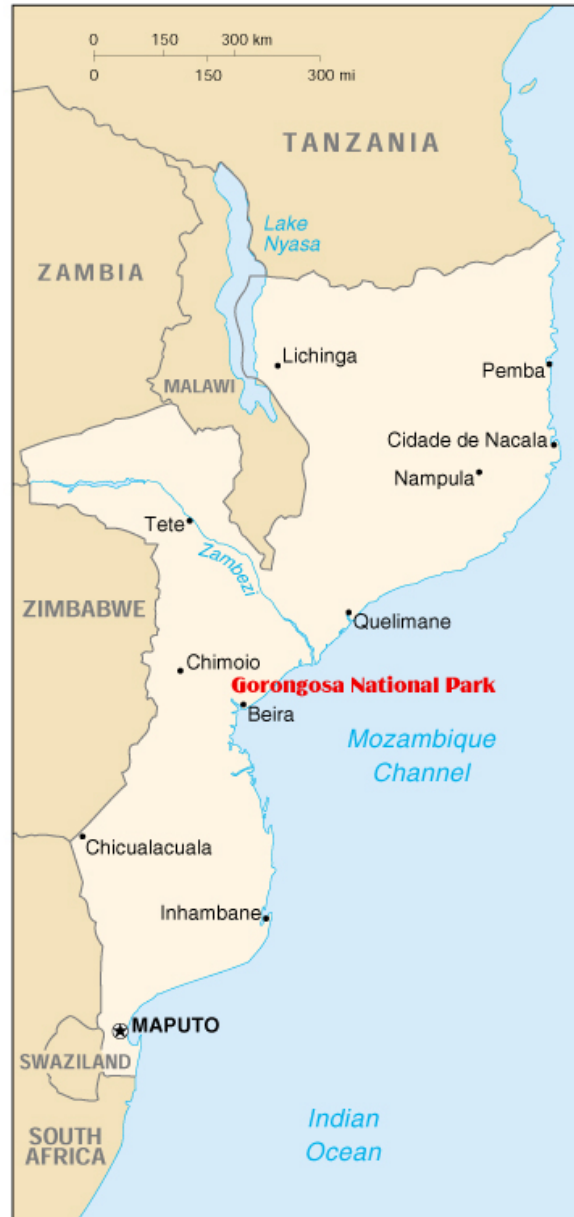 0 150 300 km
0 150 300 mi
TANZANIA
Lake
Nyasa
ZAMBIA
Lichinga
Pemba
MALAWI
Cidade de Nacala
Nampula
Tete
Zambezi
ZIMBABWE
Quelimane
Chimoio
Gorongosa National Park
Beira
Mozambique
Channel
Chicualacuala
Inhambane
MAPUTO
SWAZILAND
Indian
Ocean
SOUTH
AFRICA